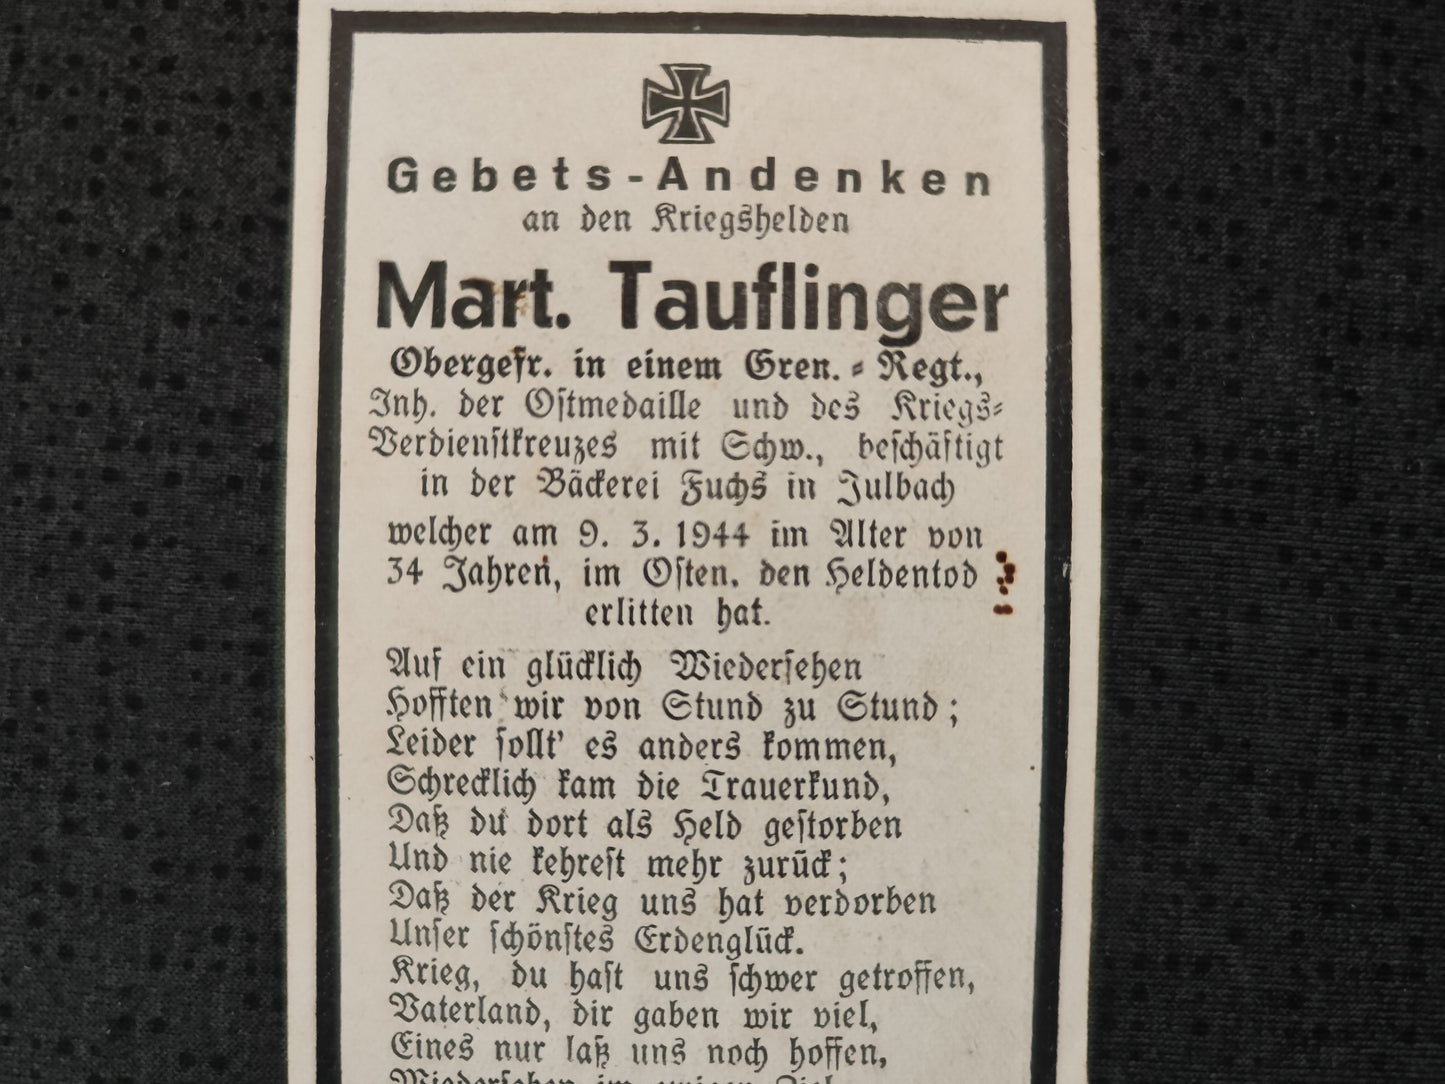 Gebets-Andenken
an den Kriegshelden
Mart. Tauflinger
Obergefr. in einem Gren.-Regt.,
Inh. der Ostmedaille und des Kriegs-
Verdienstkreuzes mit Schw., beschäftigt
in der Bäckerei Fuchs in Julbach
welcher am 9. 3. 1944 im Alter von
34 Jahren, im Osten, den Heldentod
erlitten hat.
Auf ein glücklich Wiedersehen
Hofften wir von Stund zu Stund;
Leider sollt' es anders kommen,
Schrecklich kam die Trauerkund,
Daß du dort als Held gestorben
Und nie kehrest mehr zurück;
Daß der Krieg uns hat verdorben
Unser schönstes Erdenglück.
Krieg, du hast uns schwer getroffen,
Vaterland, dir gaben wir viel,
Eines nur laß uns noch hoffen,
Wiedersehen im ewigen Ziel